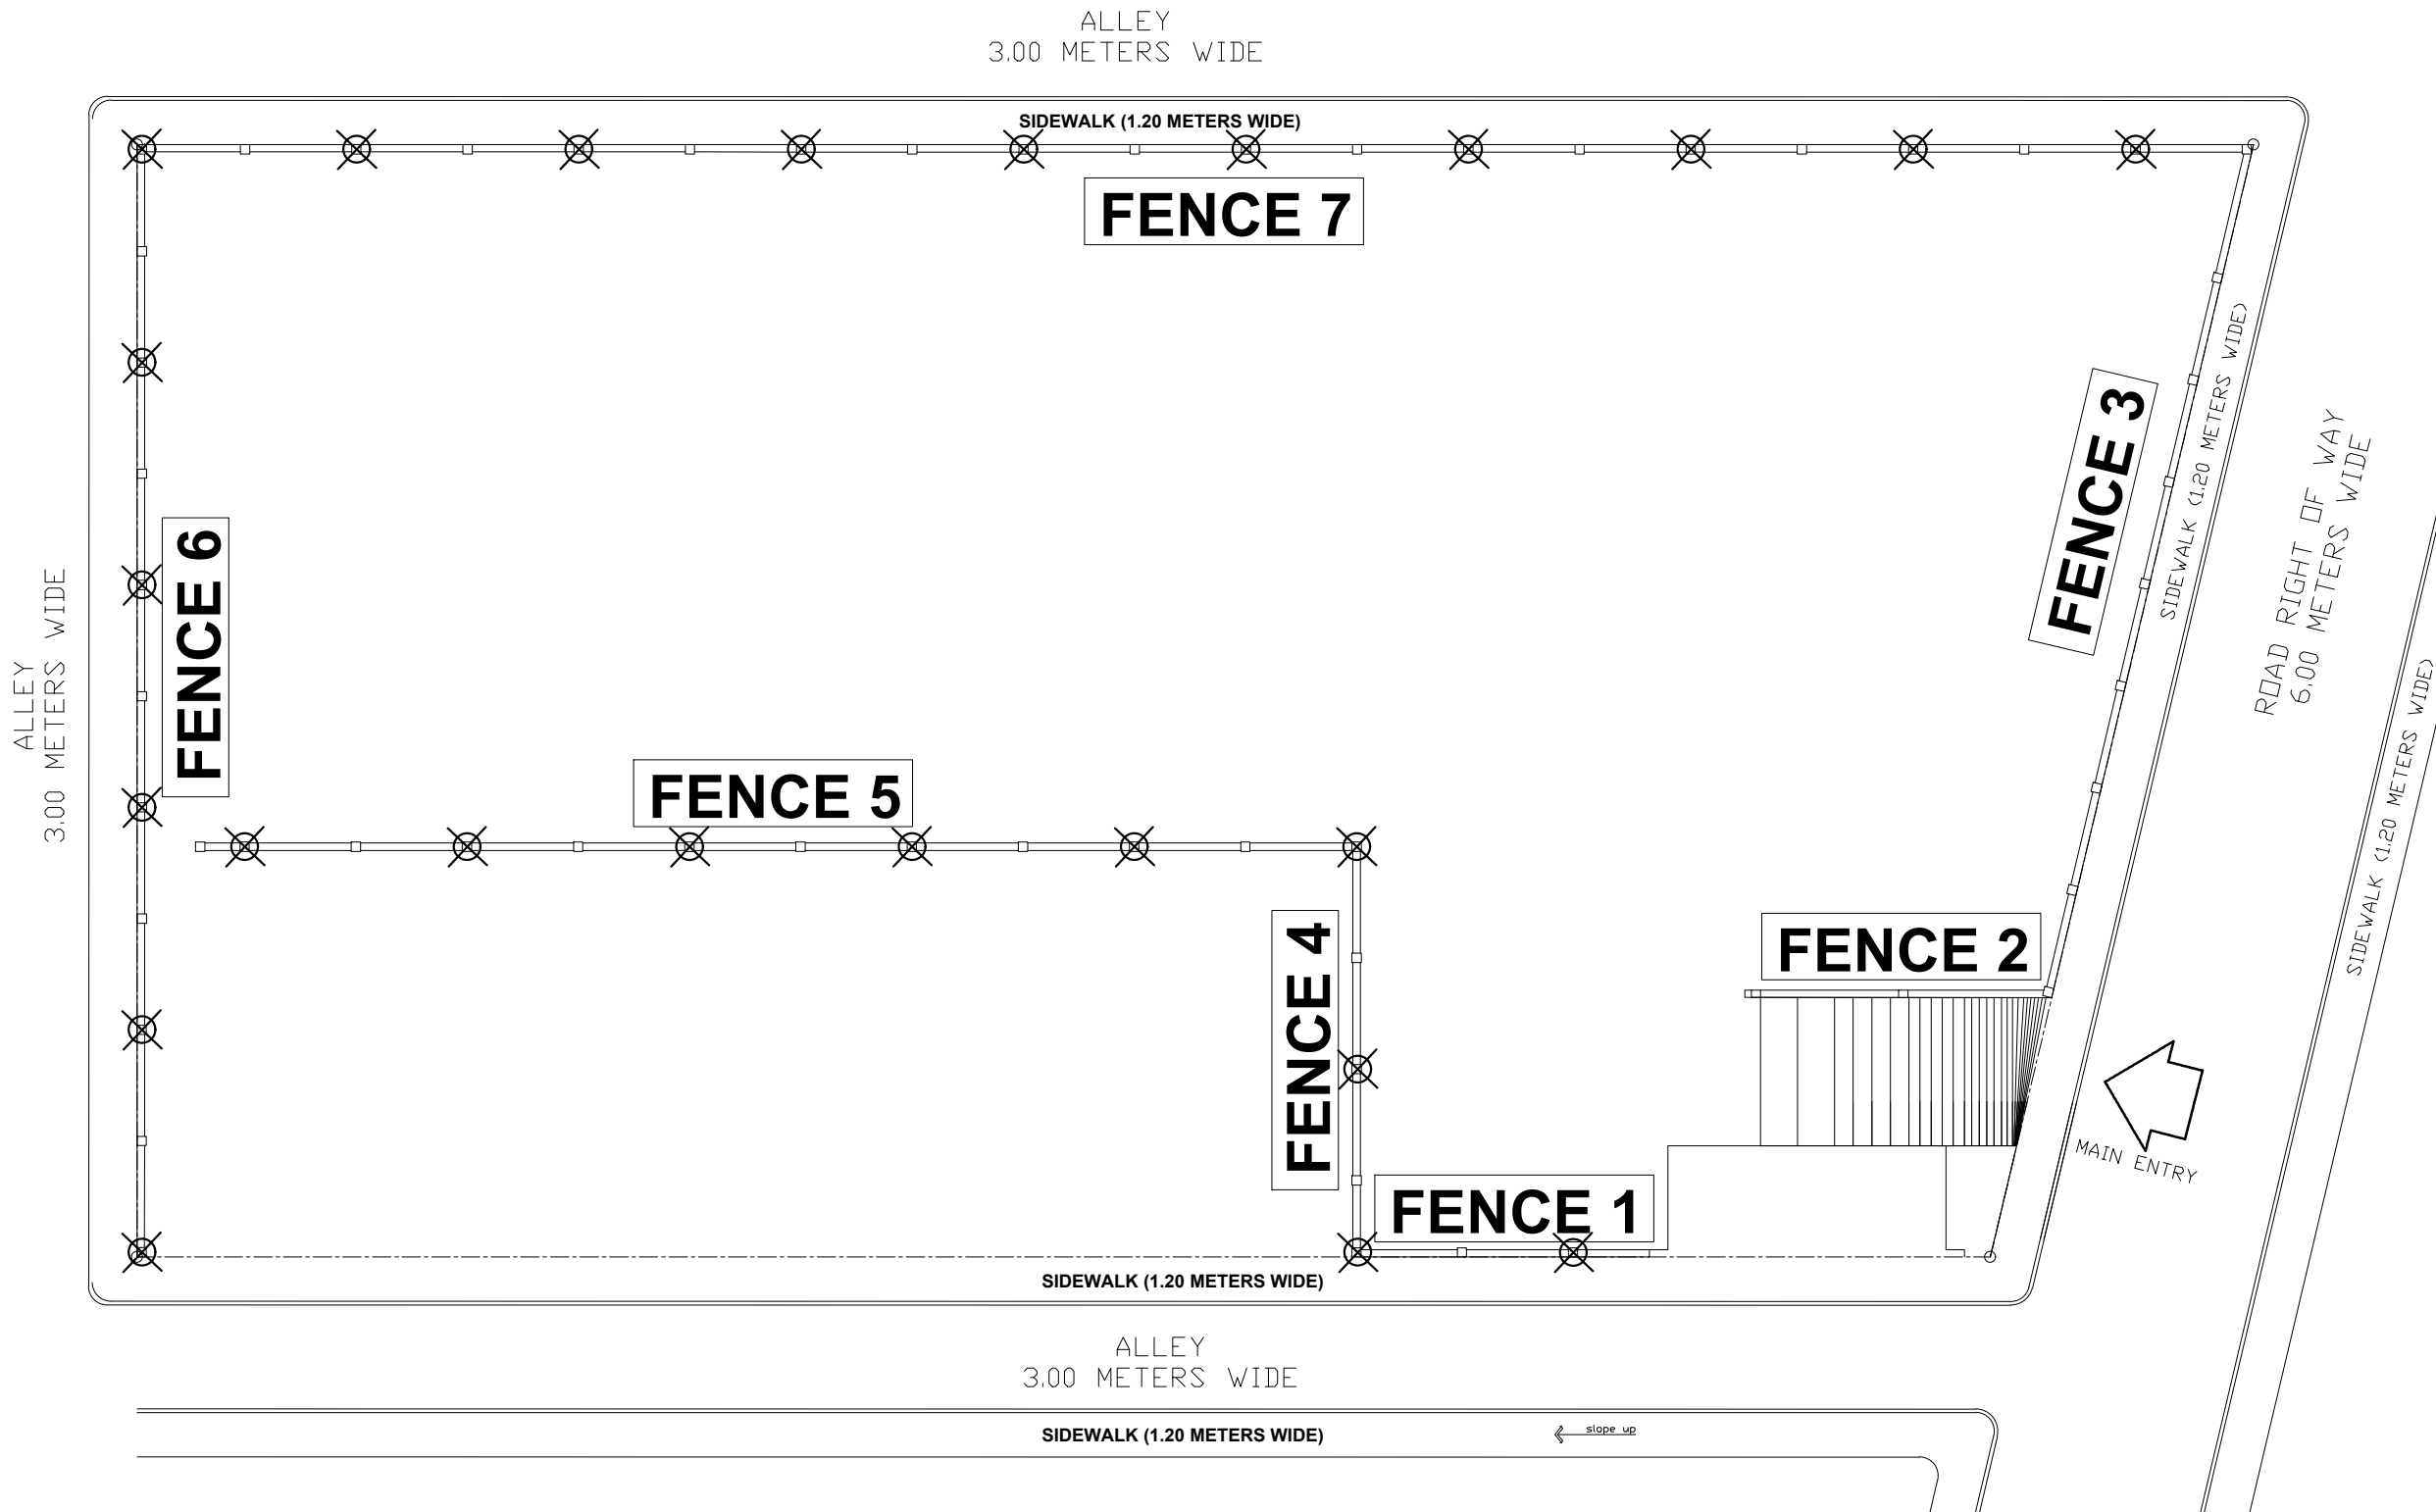 ALLEY
3.00 METERS WIDE
SIDEWALK (1.20 METERS WIDE)
FENCE 7
FENCE 3
SIDEWALK (1.20 METERS WIDE)
ROAD RIGHT OF WAY
6.00 METERS WIDE
ALLEY
3.00 METERS WIDE
FENCE 6
FENCE 5
FENCE 4
FENCE 2
SIDEWALK (1.20 METERS WIDE)
MAIN ENTRY
FENCE 1
SIDEWALK (1.20 METERS WIDE)
ALLEY
3.00 METERS WIDE
SIDEWALK (1.20 METERS WIDE)
slope up